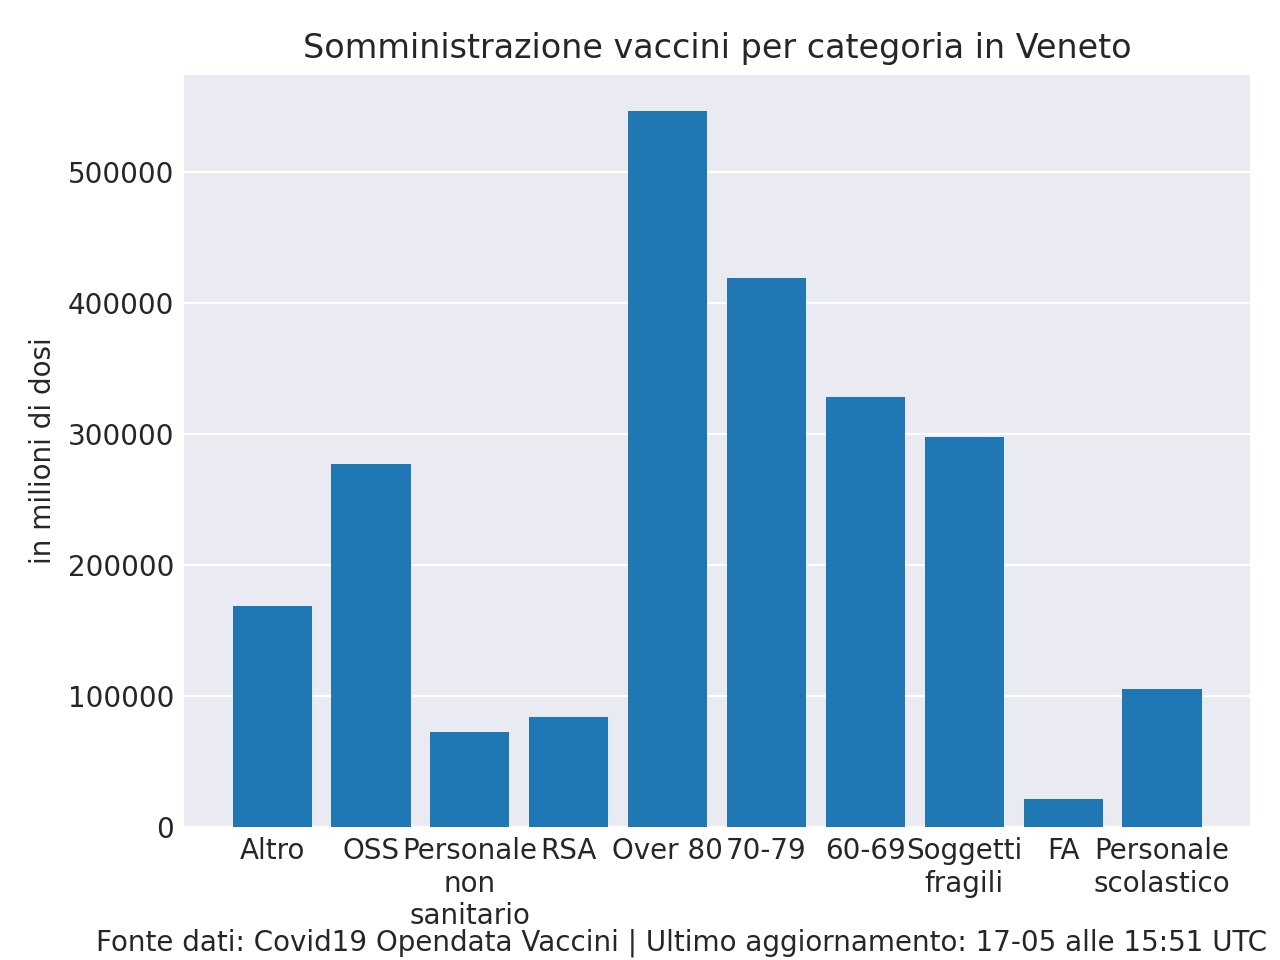 Somministrazione vaccini per categoria in Veneto
in milioni di dosi
500000
400000
300000
200000
100000
0
Altro
OSS
Personale
non
sanitario
RSA
Over 80
70-79
60-69
Soggetti
fragili
FA
Personale
scolastico
Fonte dati: Covid19 Opendata Vaccini | Ultimo aggiornamento: 17-05 alle 15:51 UTC